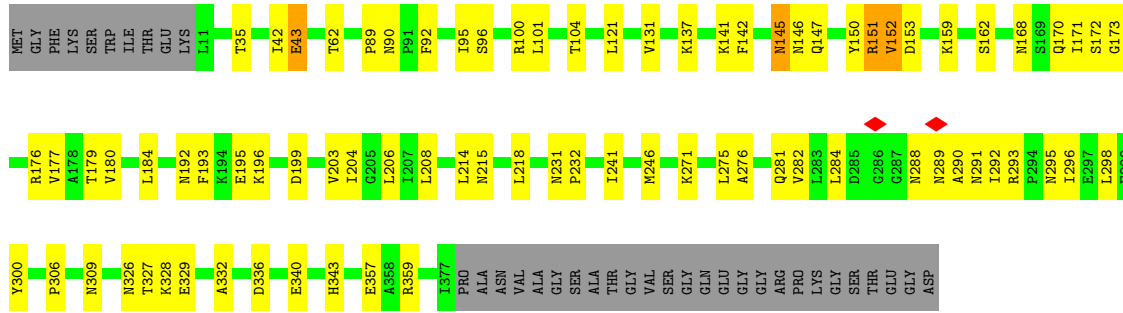 MET GLY PHE LYS SER TRP ILE THR GLU LYS L11 T35 I42 E43 T62 P89 N90 P91 F92 I95 S96 R100 L101 T104 L121 V131 K137 K141 F142 N145 N146 Q147 Y150 R151 V152 D153 K159 S162 N168 S169 Q170 I171 S172 G173
R176 V177 A178 T179 V180 L184 N192 F193 K194 E195 K196 D199 V203 I204 G205 L206 I207 L208 L214 N215 L218 N231 P232 I241 M246 K271 L275 A276 Q281 V282 L283 L284 D285 G286 G287 N288 N289 A290 N291 I292 R293 P294 N295 I296 E297 L298
Y300 P306 N309 N326 T327 K328 E329 A332 D336 E340 H343 E357 A358 R359 I377 PRO ALA ASN VAL ALA GLY SER ALA THR GLY VAL SER GLY GLN GLU GLY GLY ARG PRO LYS GLY SER THR GLU GLY ASP